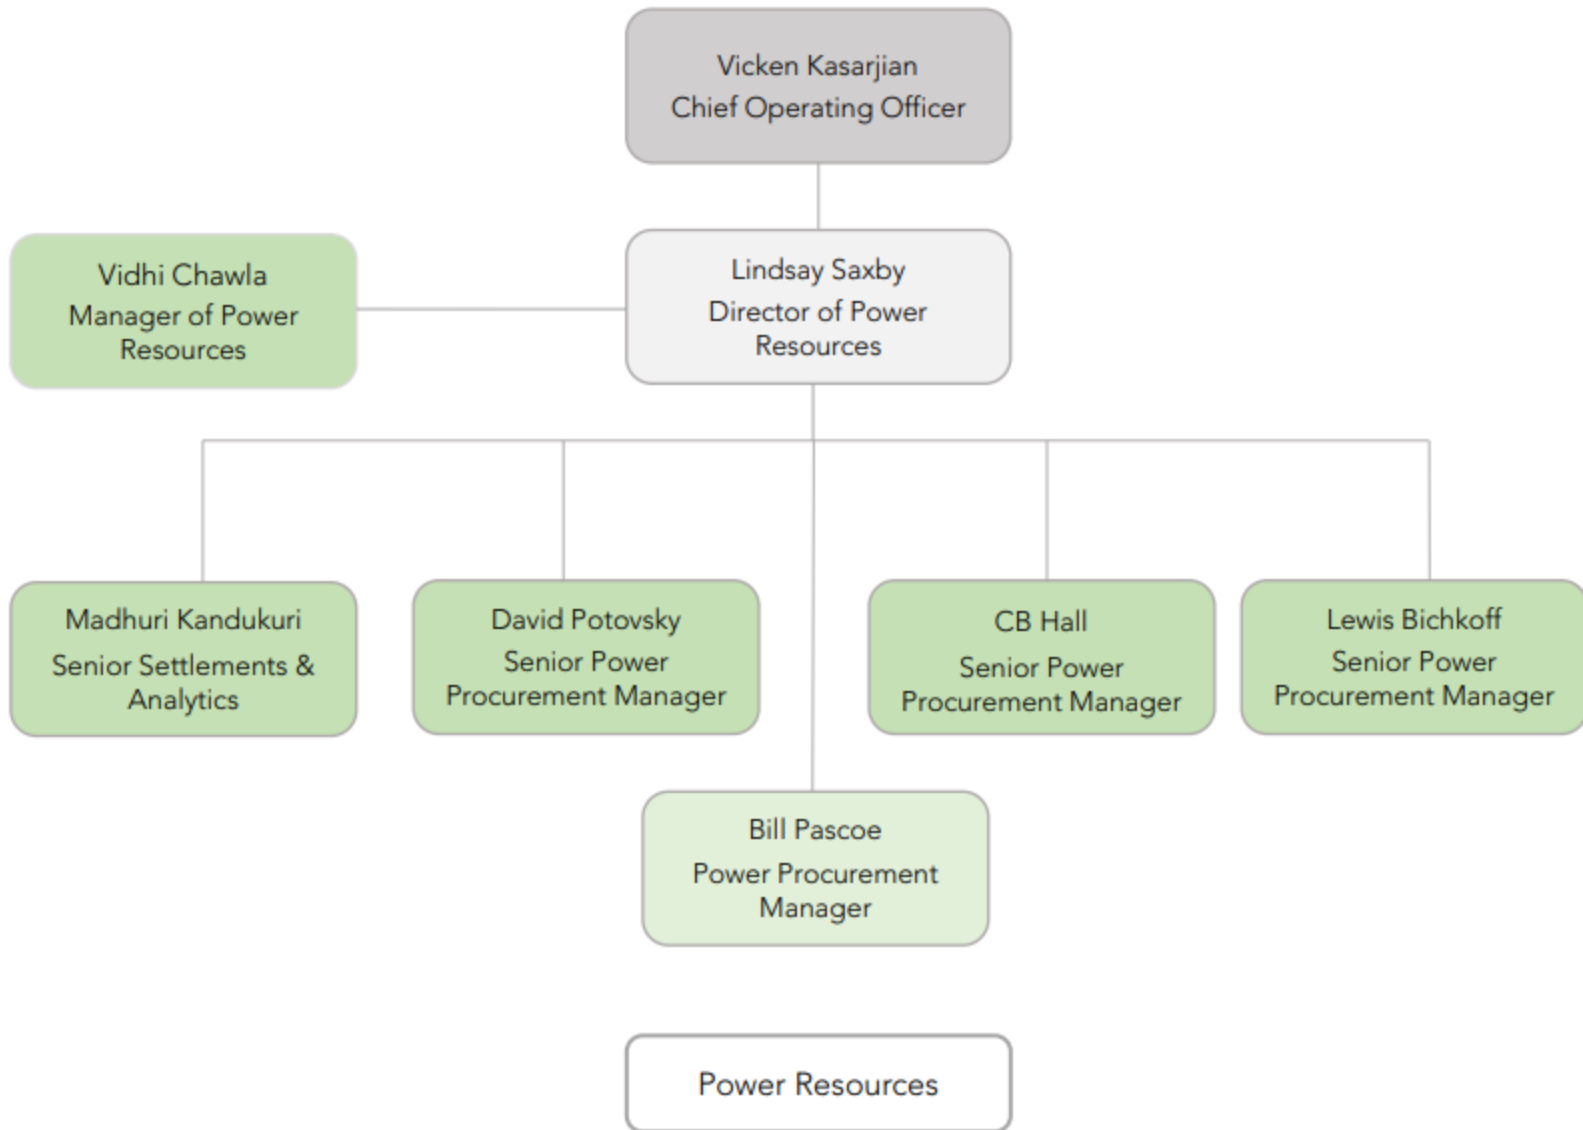 Vicken Kasarjian
Chief Operating Officer
Vidhi Chawla
Manager of Power
Resources
Lindsay Saxby
Director of Power
Resources
Madhuri Kandukuri
Senior Settlements &
Analytics
David Potovsky
Senior Power
Procurement Manager
CB Hall
Senior Power
Procurement Manager
Lewis Bichkoff
Senior Power
Procurement Manager
Bill Pascoe
Power Procurement
Manager
Power Resources